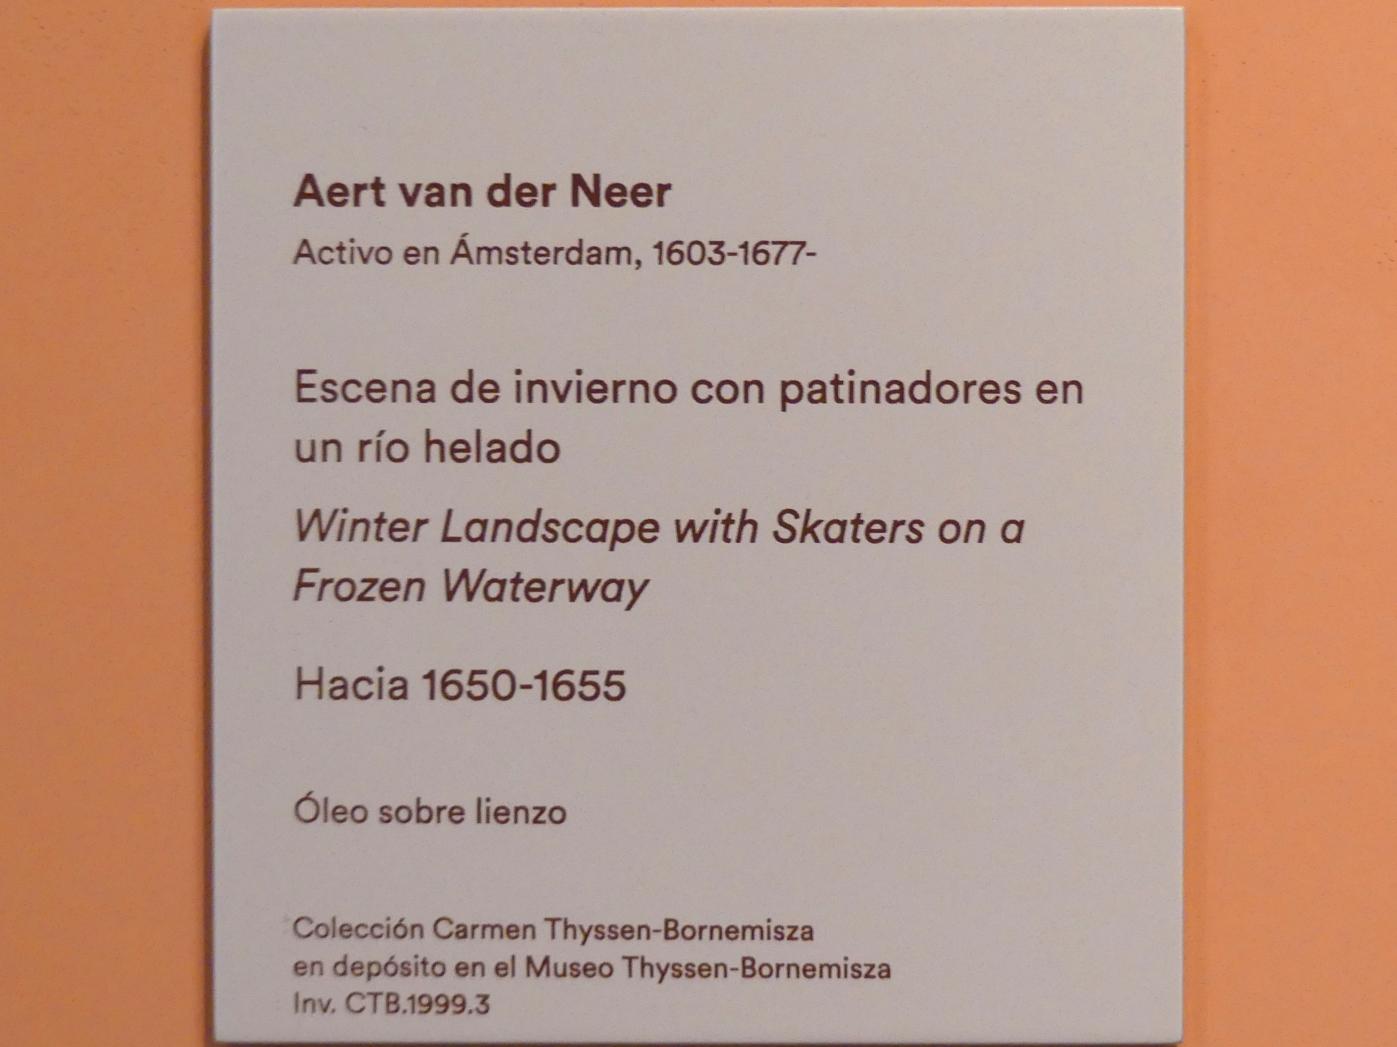 Aert van der Neer
Activo en Ámsterdam, 1603-1677-
Escena de invierno con patinadores en
un río helado
Winter Landscape with Skaters on a
Frozen Waterway
Hacia 1650-1655
Óleo sobre lienzo
Colección Carmen Thyssen-Bornemisza
en depósito en el Museo Thyssen-Bornemisza
Inv. CTB.1999.3